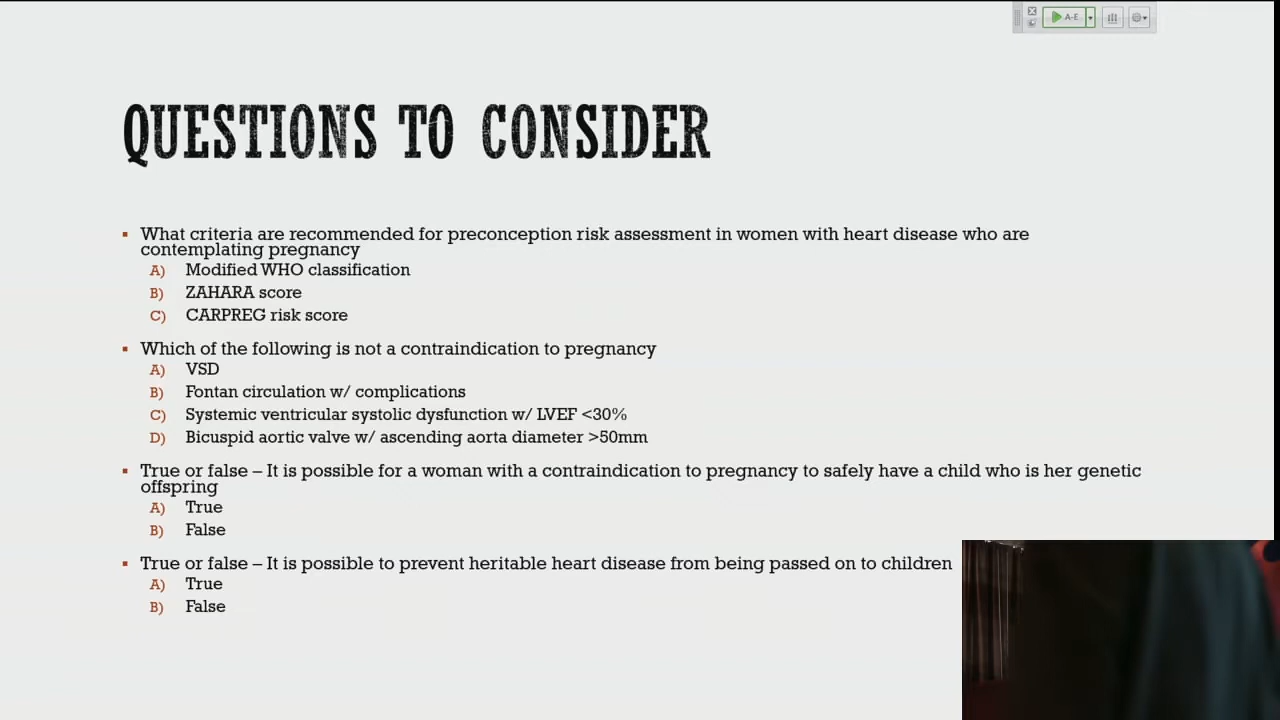 A-E
QUESTIONS TO CONSIDER
▪ What criteria are recommended for preconception risk assessment in women with heart disease who are
contemplating pregnancy
A) Modified WHO classification
B) ZAHARA score
C) CARPREG risk score
▪ Which of the following is not a contraindication to pregnancy
A) VSD
B) Fontan circulation w/ complications
C) Systemic ventricular systolic dysfunction w/ LVEF <30%
D) Bicuspid aortic valve w/ ascending aorta diameter >50mm
▪ True or false – It is possible for a woman with a contraindication to pregnancy to safely have a child who is her genetic
offspring
A) True
B) False
▪ True or false – It is possible to prevent heritable heart disease from being passed on to children
A) True
B) False